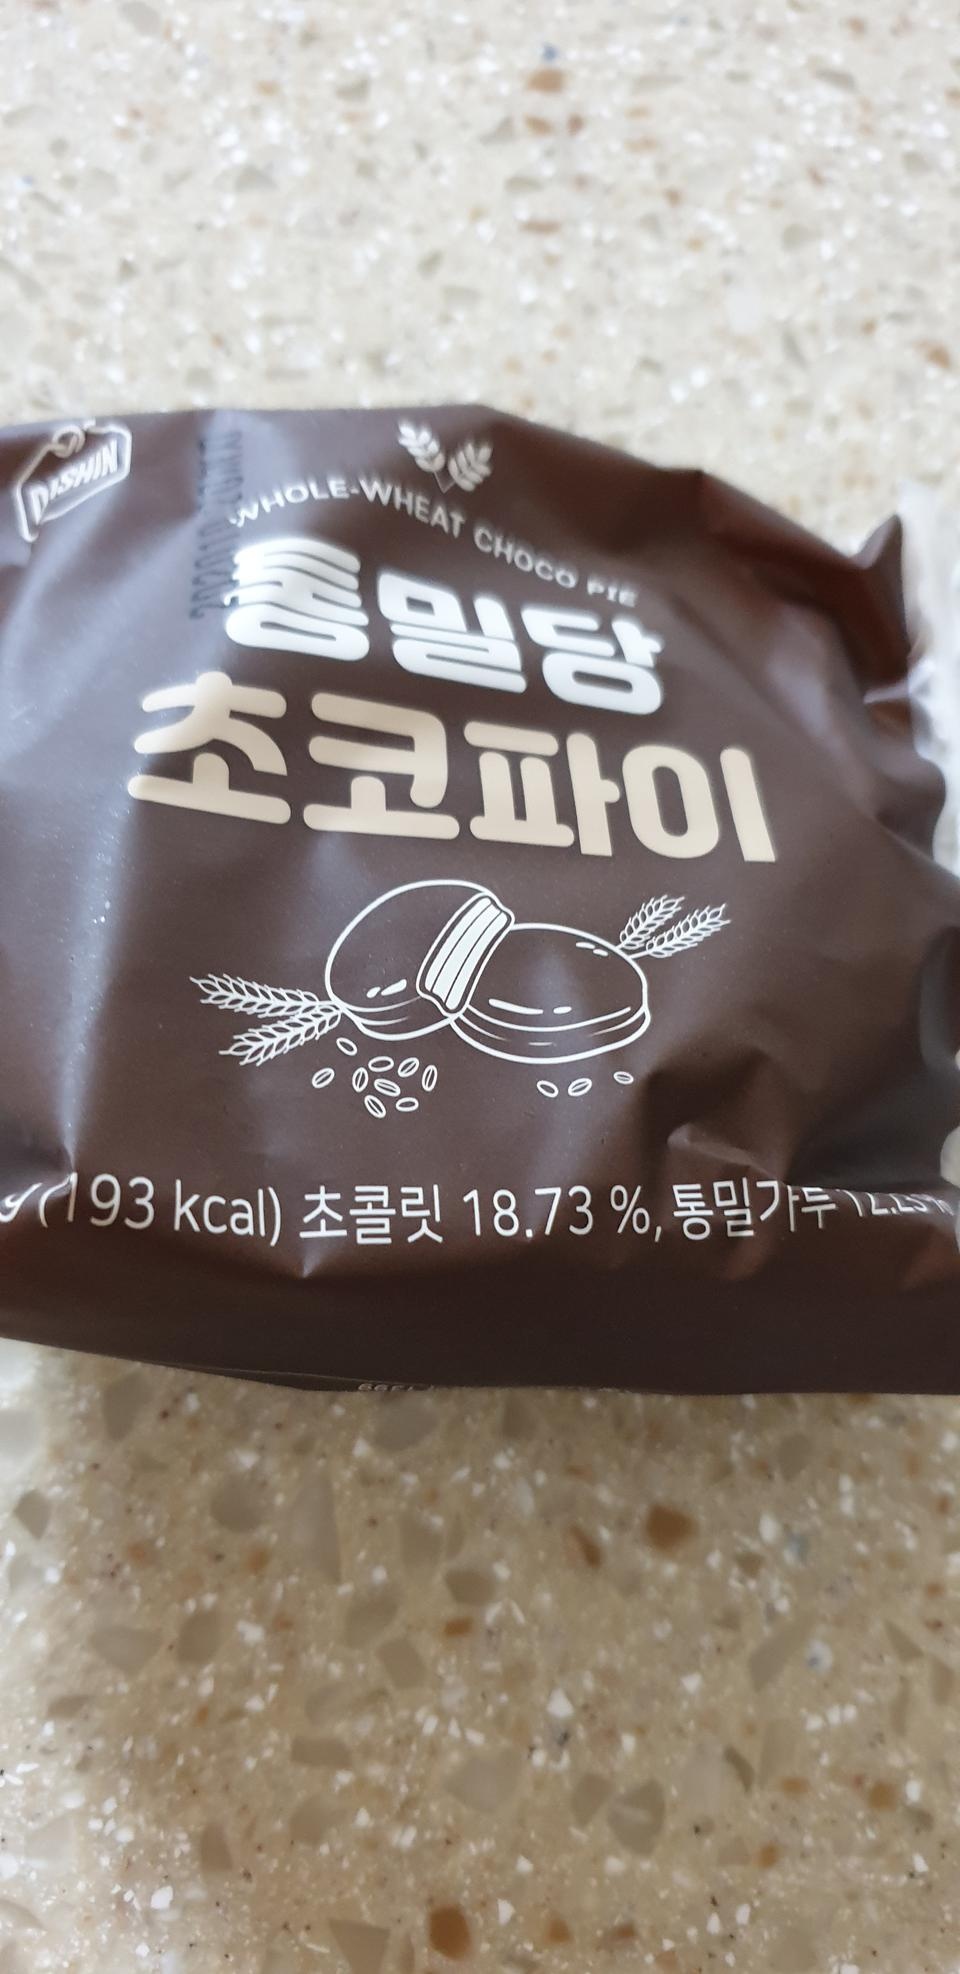 DISHIN
WHOLE-WHEAT CHOCO PIE
통밀당
초코파이
(193 kcal) 초콜릿 18.73 %, 통밀가루